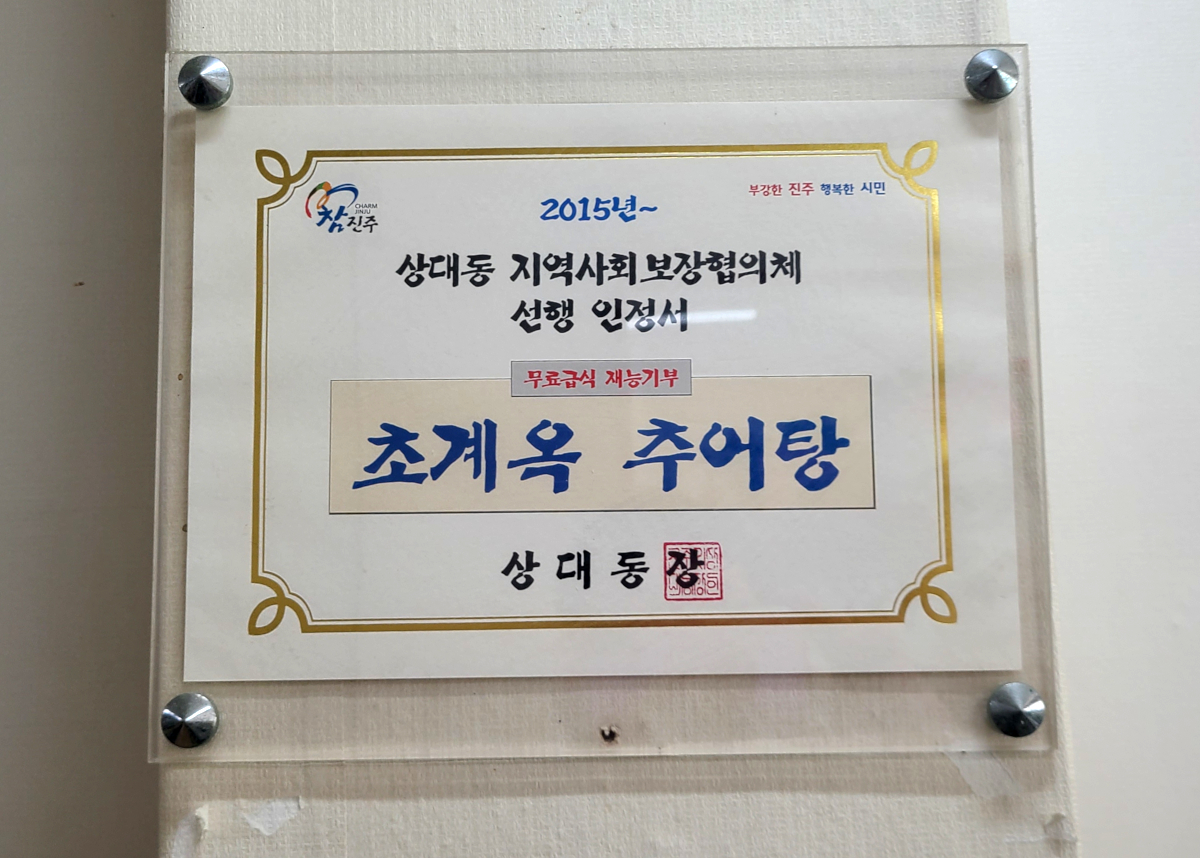 참진주
CHARM
JINJU
부강한 진주 행복한 시민
2015년~
상대동 지역사회보장협의체
선행 인정서
무료급식 재능기부
초계옥 추어탕
상대동장